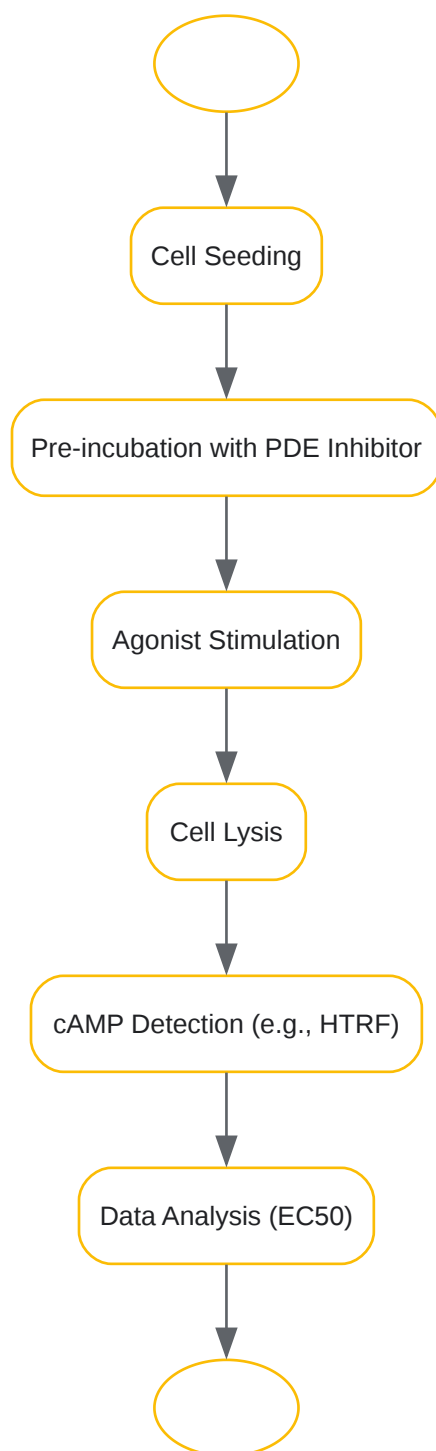 Cell Seeding
Pre-incubation with PDE Inhibitor
Agonist Stimulation
Cell Lysis
cAMP Detection (e.g., HTRF)
Data Analysis (EC50)